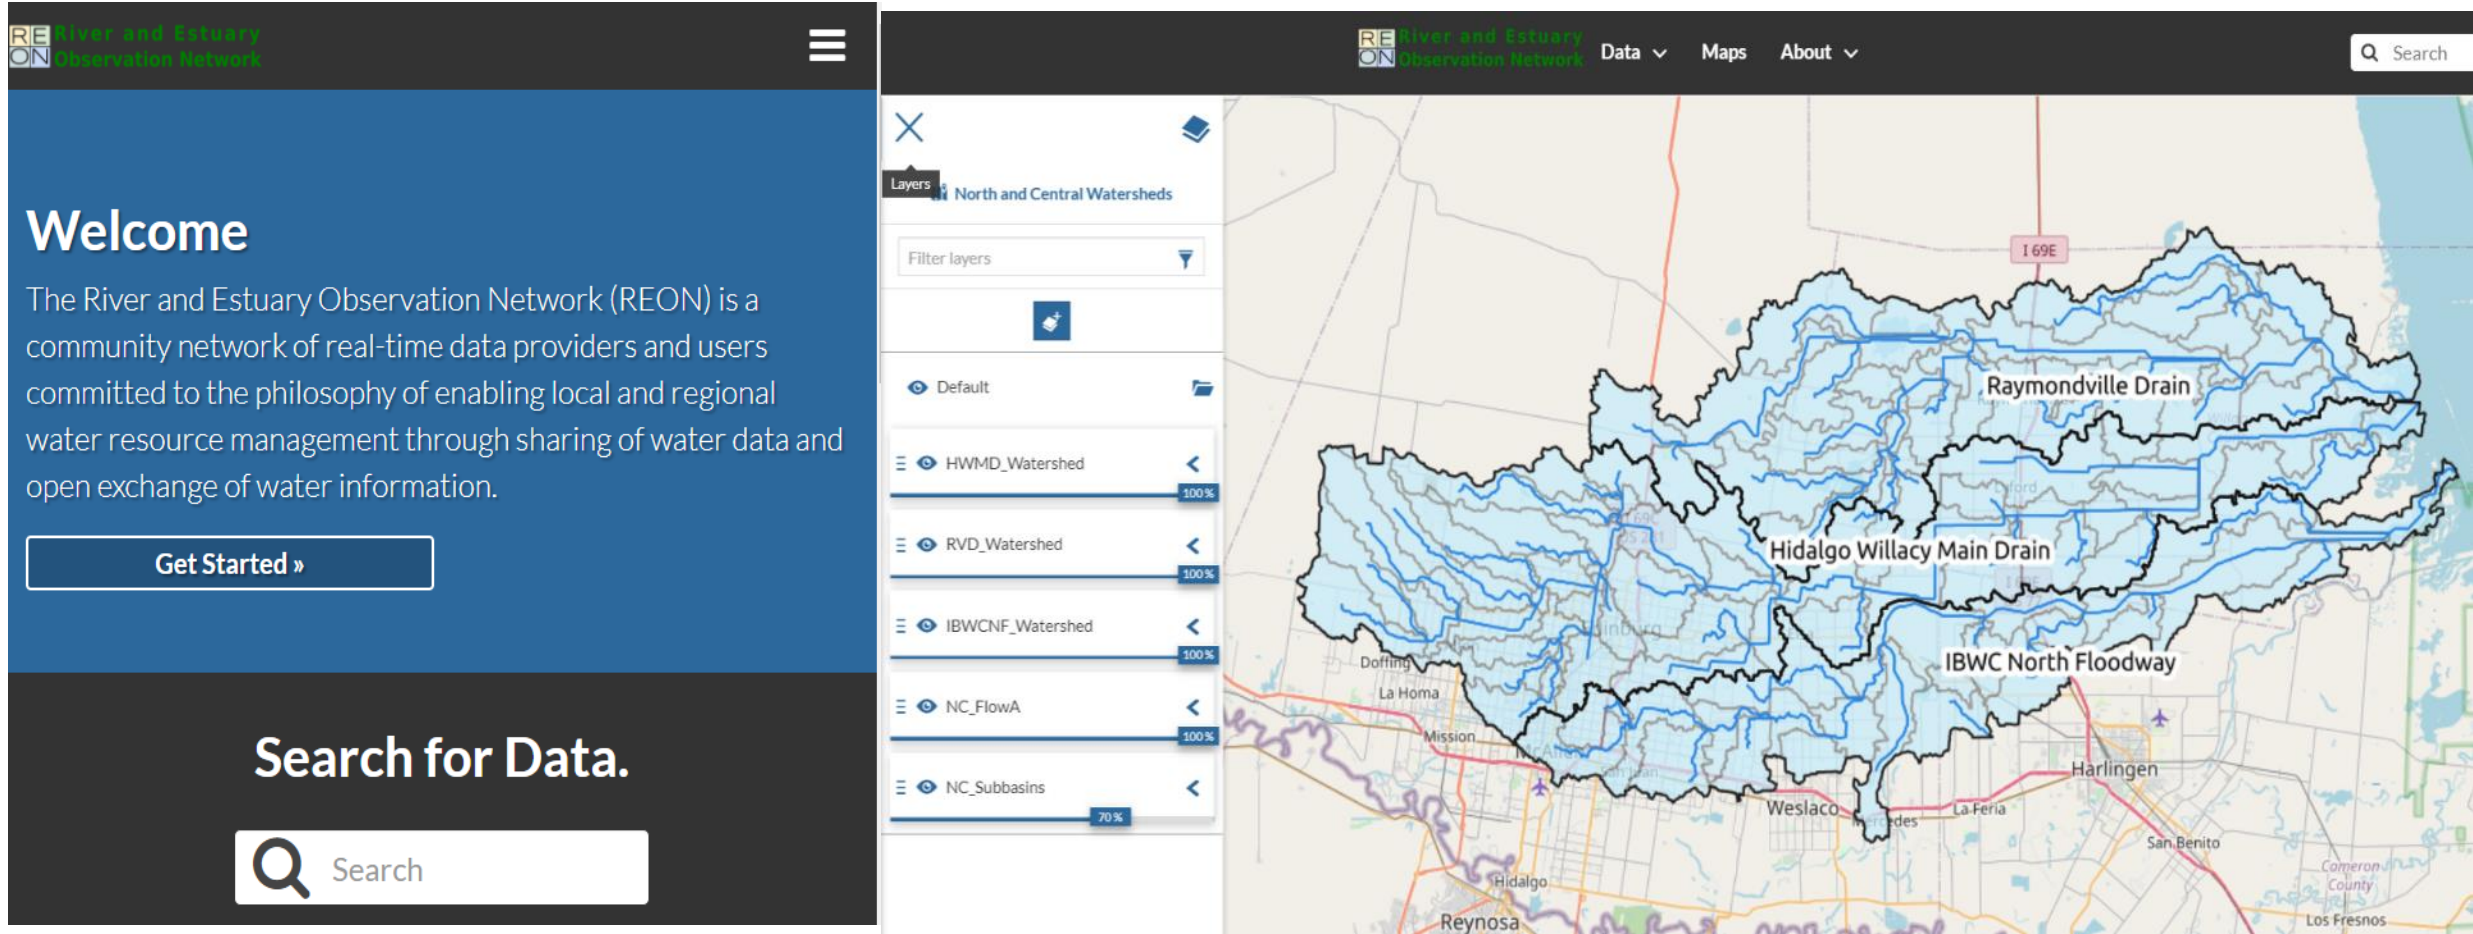 RE River and Estuary
ON Observation Network
Welcome
The River and Estuary Observation Network (REON) is a
community network of real-time data providers and users
committed to the philosophy of enabling local and regional
water resource management through sharing of water data and
open exchange of water information.
Get Started »
Search for Data.
Search
RE River and Estuary
ON Observation Network
Data
Maps
About
Search
Layers
North and Central Watersheds
Filter layers
Default
HWMD_Watershed
100 %
RVD_Watershed
100 %
IBWCNF_Watershed
100 %
NC_FlowA
100 %
NC_Subbasins
70 %
I 69E
Raymondville Drain
Hidalgo Willacy Main Drain
IBWC North Floodway
Edinburg
Doffing
La Homa
Mission
San Juan
Weslaco
Mercedes
La Feria
Harlingen
San Benito
Cameron
County
Los Fresnos
Hidalgo
Reynosa